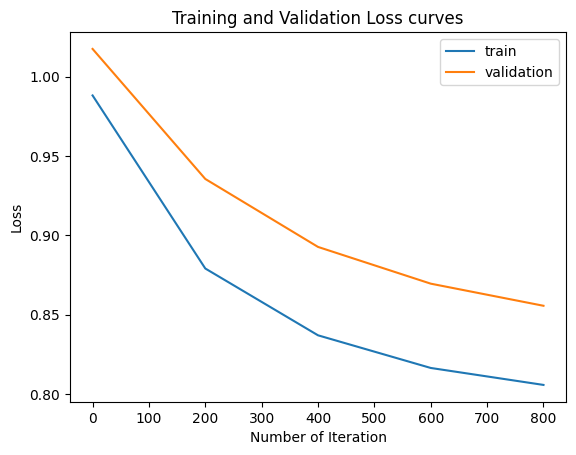 Training and Validation Loss curves
train
validation
Loss
1.00
0.95
0.90
0.85
0.80
0 100 200 300 400 500 600 700 800
Number of Iteration